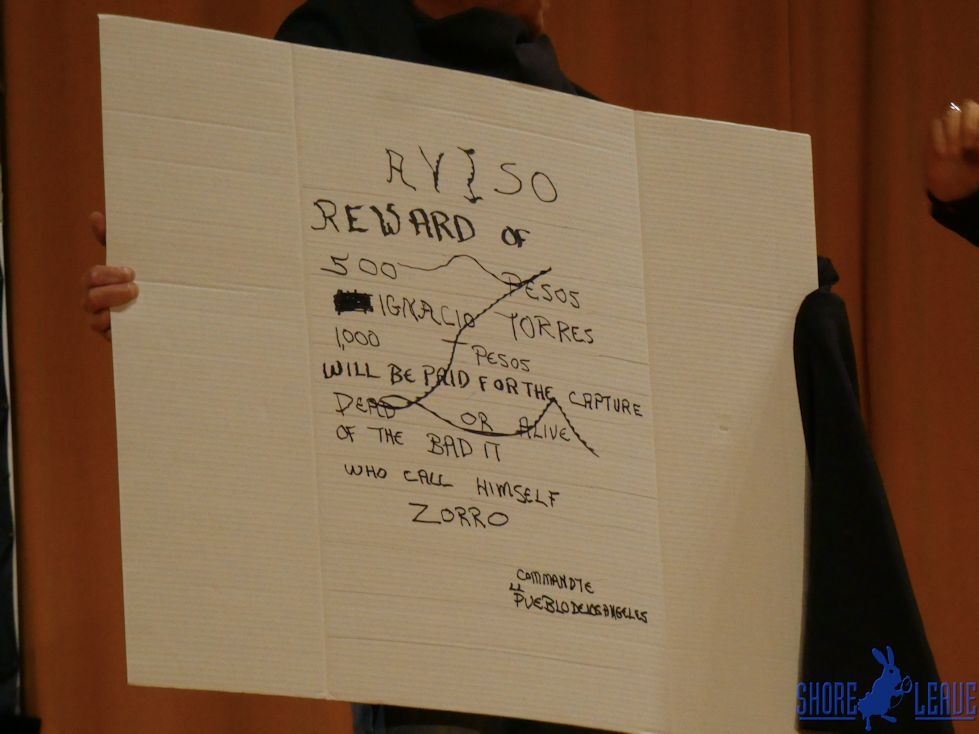 AVISO
REWARD OF
500 PESOS
IGNACIO TORRES
1,000 PESOS
WILL BE PAID FOR THE CAPTURE
DEAD OR ALIVE
OF THE BAD IT
WHO CALL HIMSELF
ZORRO
COMMANDTE
PUEBLO DE LOS ANGELES
SHORE LEAVE